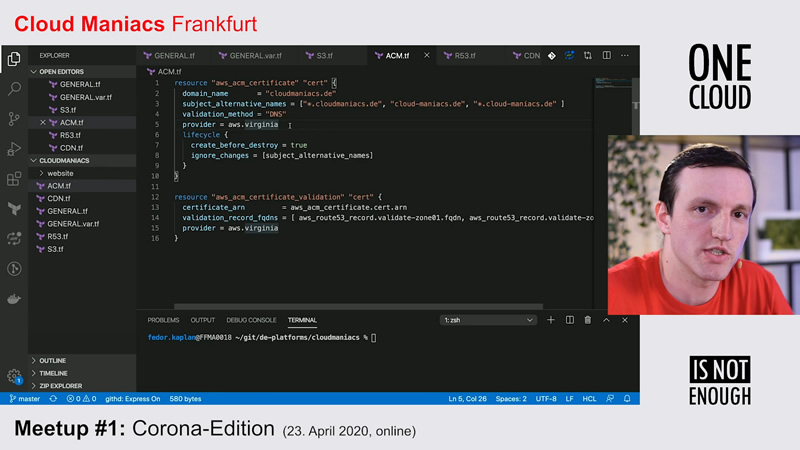 Cloud Maniacs Frankfurt
EXPLORER
OPEN EDITORS
GENERAL.tf
GENERAL.var.tf
S3.tf
ACM.tf
R53.tf
CDN.tf
CLOUDMANIACS
website
ACM.tf
CDN.tf
GENERAL.tf
GENERAL.var.tf
R53.tf
S3.tf
OUTLINE
TIMELINE
ZIP EXPLORER
GENERAL.tf GENERAL.var.tf S3.tf ACM.tf R53.tf CDN
ACM.tf
1 resource "aws_acm_certificate" "cert" {
2 domain_name = "cloudmaniacs.de"
3 subject_alternative_names = ["*.cloudmaniacs.de", "cloud-maniacs.de", "*.cloud-maniacs.de" ]
4 validation_method = "DNS"
5 provider = aws.virginia
6 lifecycle {
7 create_before_destroy = true
8 ignore_changes = [subject_alternative_names]
9 }
10 }
11
12 resource "aws_acm_certificate_validation" "cert" {
13 certificate_arn = aws_acm_certificate.cert.arn
14 validation_record_fqdns = [ aws_route53_record.validate-zone01.fqdn, aws_route53_record.validate-zo
15 provider = aws.virginia
16 }
PROBLEMS OUTPUT DEBUG CONSOLE TERMINAL 1: zsh
fedor.kaplan@FFMA0018 ~/git/de-platforms/cloudmaniacs %
1
master 0 0 githd: Express On 580 bytes Ln 5, Col 26 Spaces: 2 UTF-8 LF HCL
ONE
CLOUD
IS NOT
ENOUGH
Meetup #1: Corona-Edition (23. April 2020, online)